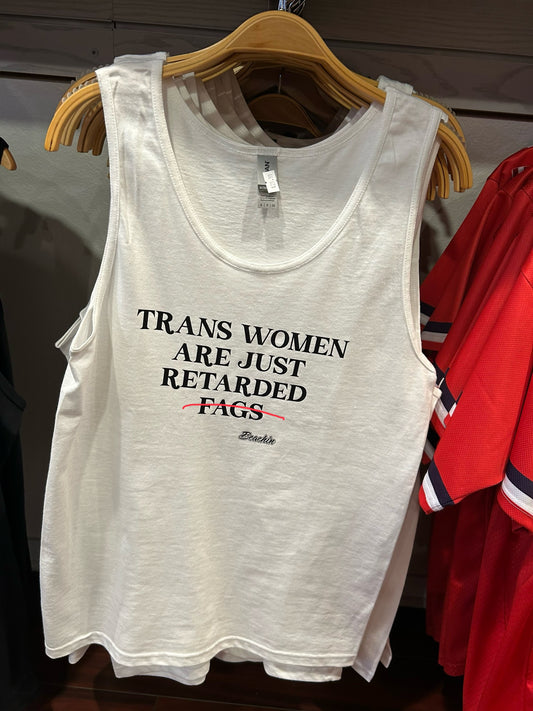 TRANS WOMEN
ARE JUST
RETARDED
FAGS
Beachin